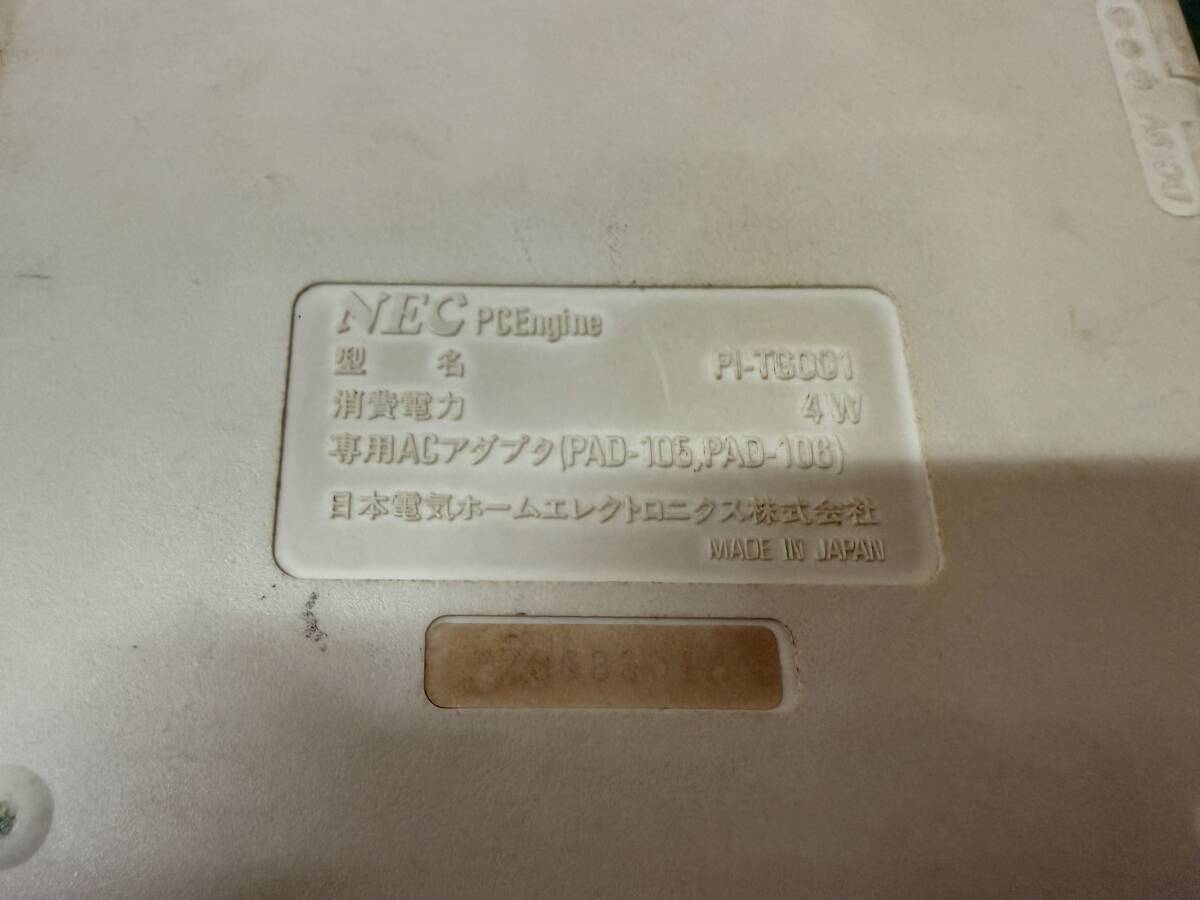 NEC PCEngine
型 名 PI-TG001
消費電力 4W
専用ACアダプタ(PAD-105,PAD-106)
日本電気ホームエレクトロニクス株式会社
MADE IN JAPAN